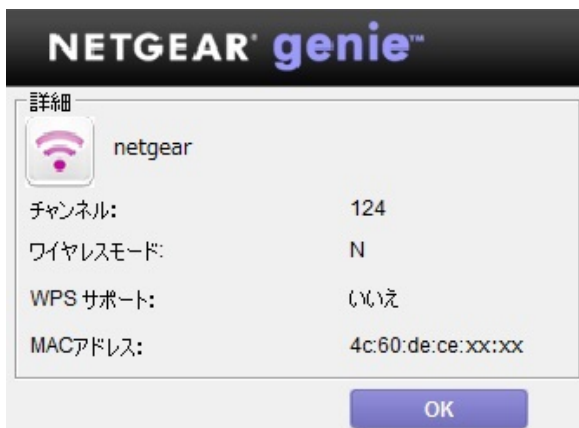 NETGEAR® genie™
詳細
netgear
チャンネル: 124
ワイヤレスモード: N
WPS サポート: いいえ
MACアドレス: 4c:60:de:ce:xx:xx
OK